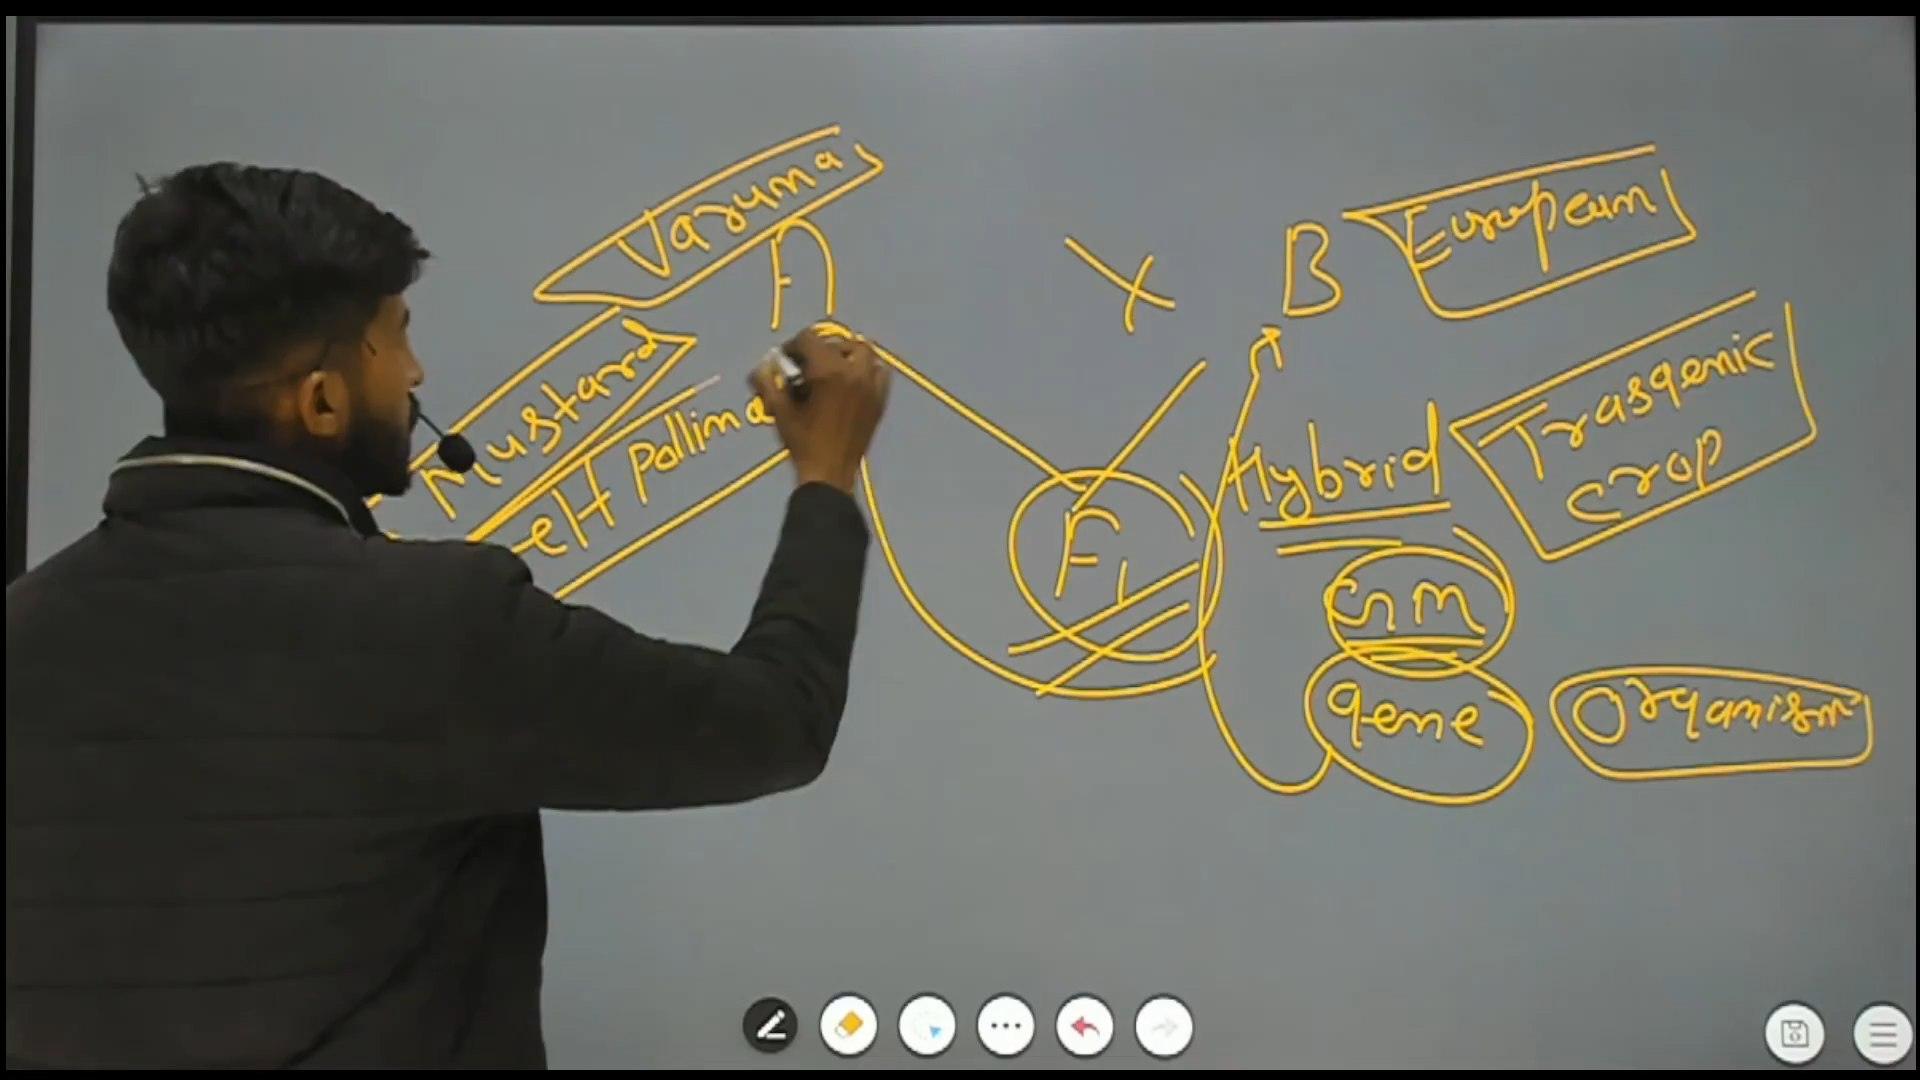 Varuna
A
X
B
European
Mustard
elf pollina
Hybrid
Trasgenic
crop
F1
GM
gene
organism